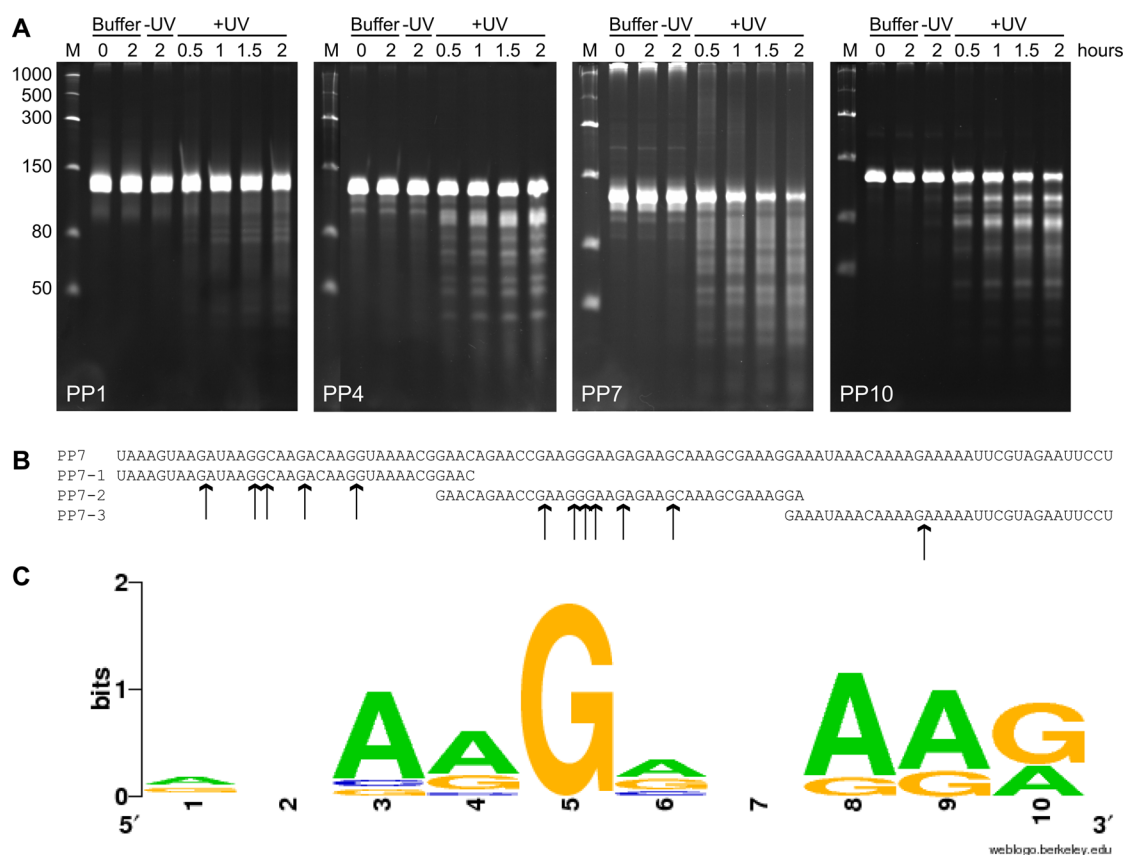 A
Buffer -UV +UV
Buffer -UV +UV
Buffer -UV +UV
Buffer -UV +UV
M 0 2 2 0.5 1 1.5 2
M 0 2 2 0.5 1 1.5 2
M 0 2 2 0.5 1 1.5 2
M 0 2 2 0.5 1 1.5 2 hours
1000
500
300
150
80
50
PP1
PP4
PP7
PP10
B
PP7 UAAAGUAAGAUAAGGCAAGACAAGGUAAAACGGAACAGAACCGAAGGGAAGAGAAGCAAAGCGAAAGGAAAUAAACAAAAGAAAAAUUCGUAGAAUUCCU
PP7-1 UAAAGUAAGAUAAGGCAAGACAAGGUAAAACGGAAC
PP7-2 GAACAGAACCGAAGGGAAGAGAAGCAAAGCGAAAGGA
PP7-3 GAAAUAAACAAAAGAAAAAUUCGUAGAAUUCCU
C
2
1
0
bits
A A A G A A A G
G C G G C G G G A
G C C
1 2 3 4 5 6 7 8 9 10
5′ 3′
weblogo.berkeley.edu